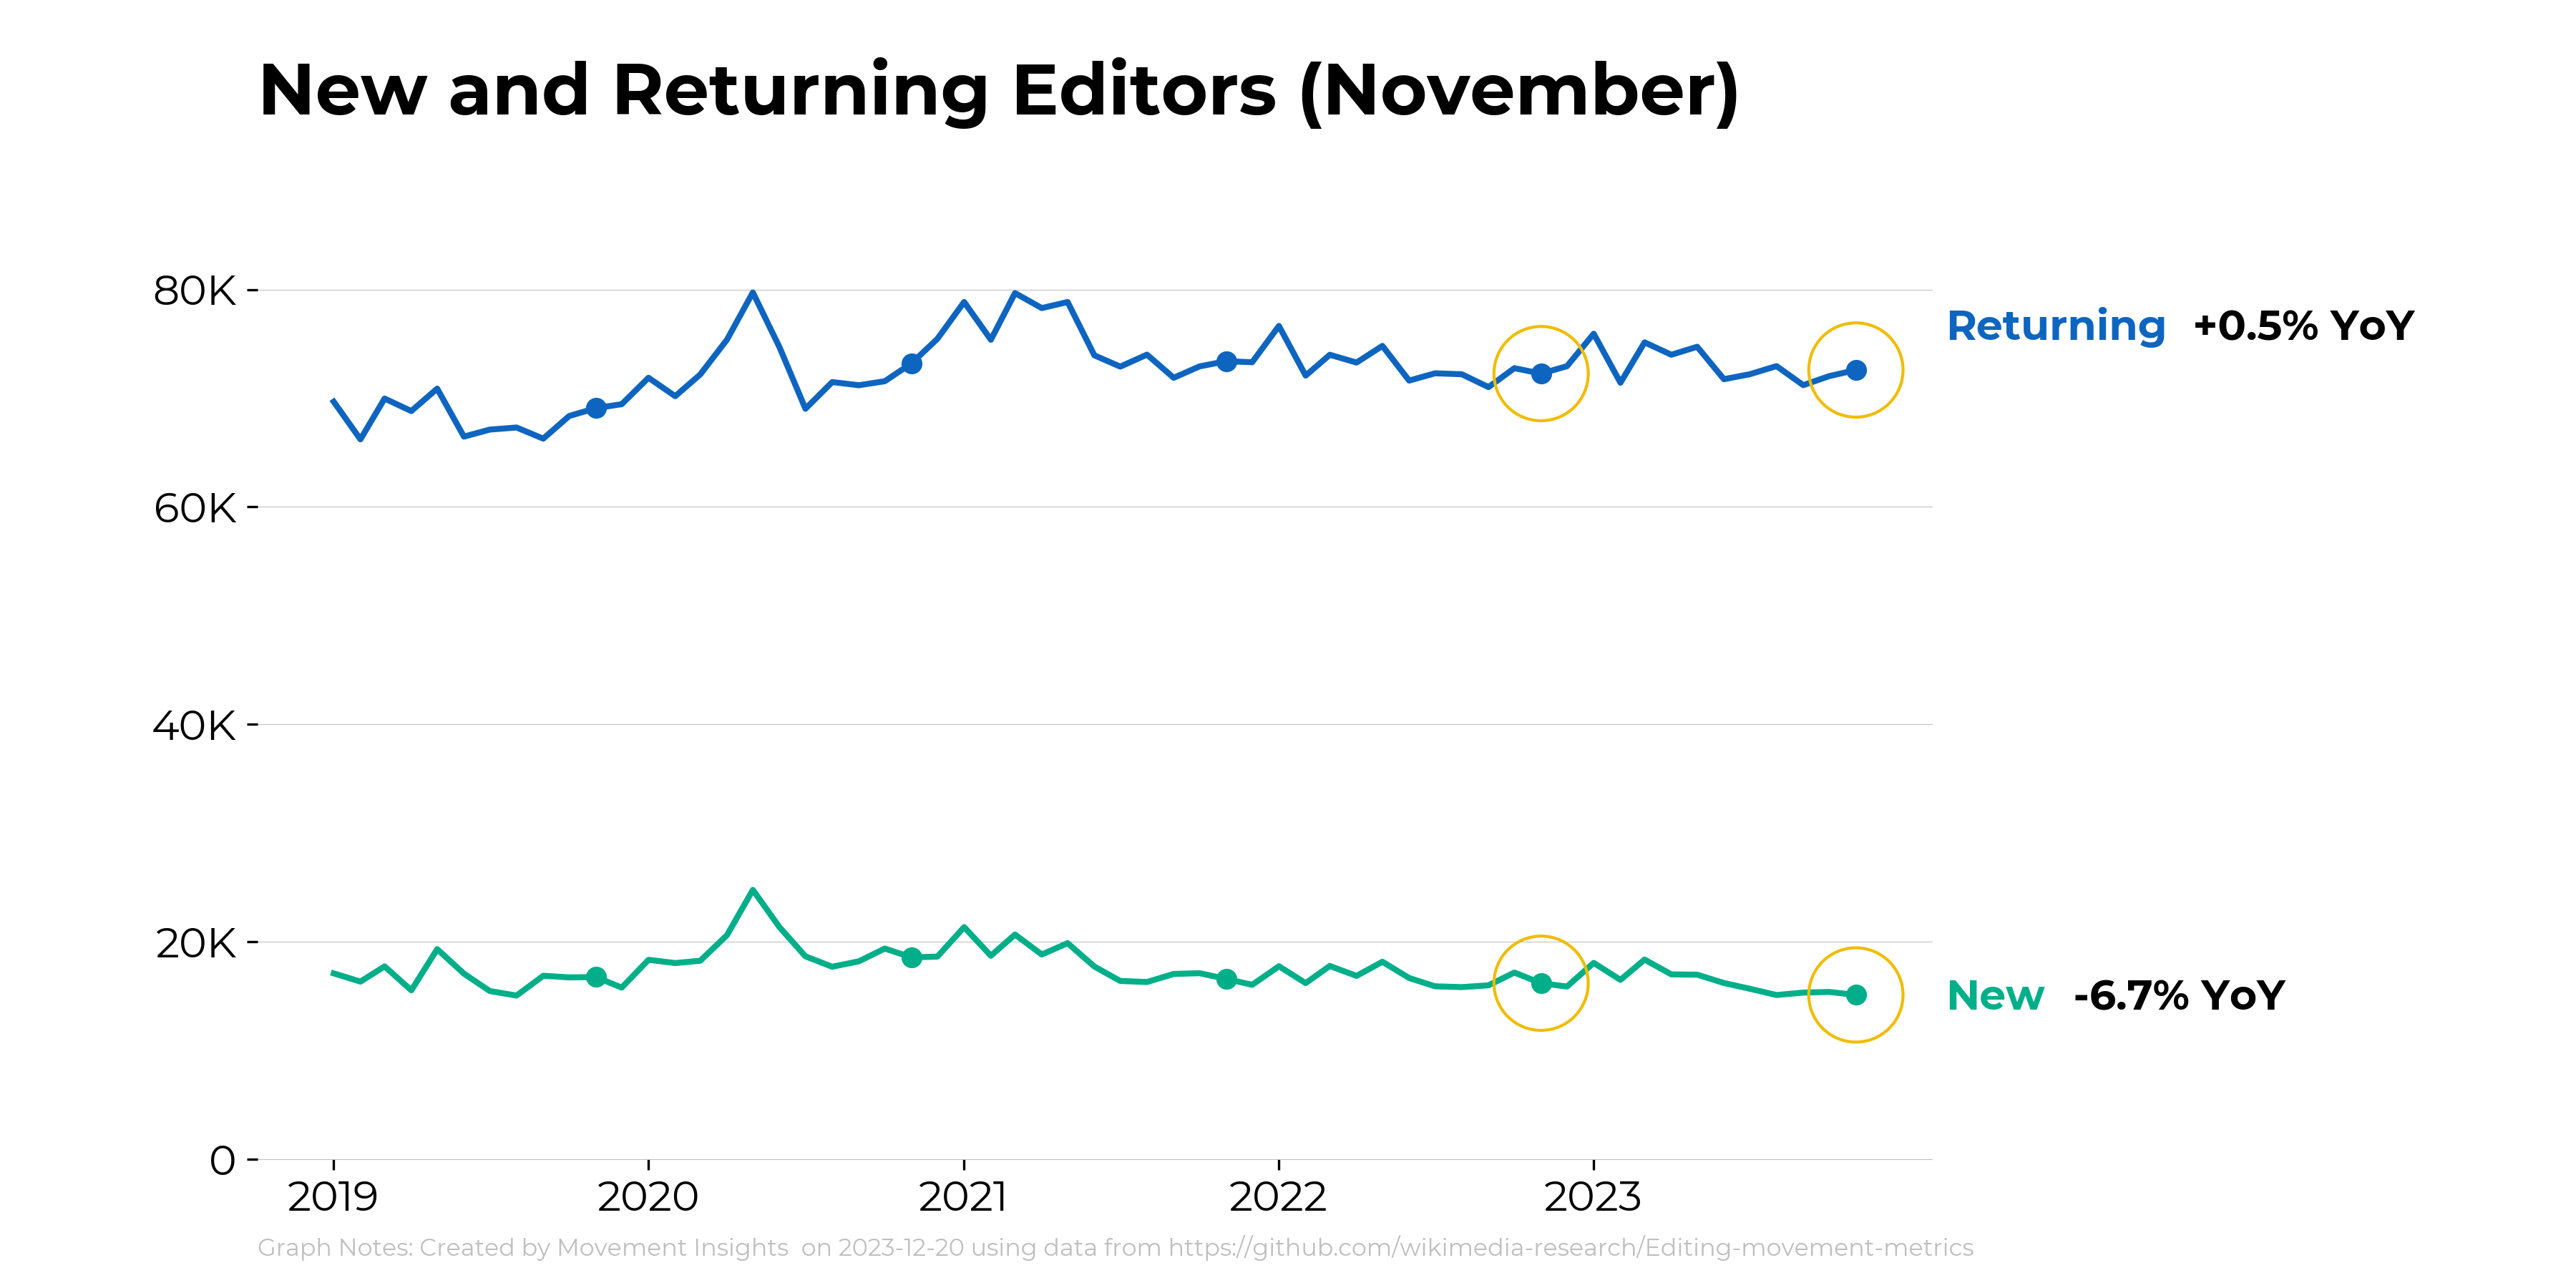 New and Returning Editors (November)
80K
Returning +0.5% YoY
60K
40K
20K
New -6.7% YoY
0
2019 2020 2021 2022 2023
Graph Notes: Created by Movement Insights on 2023-12-20 using data from https://github.com/wikimedia-research/Editing-movement-metrics